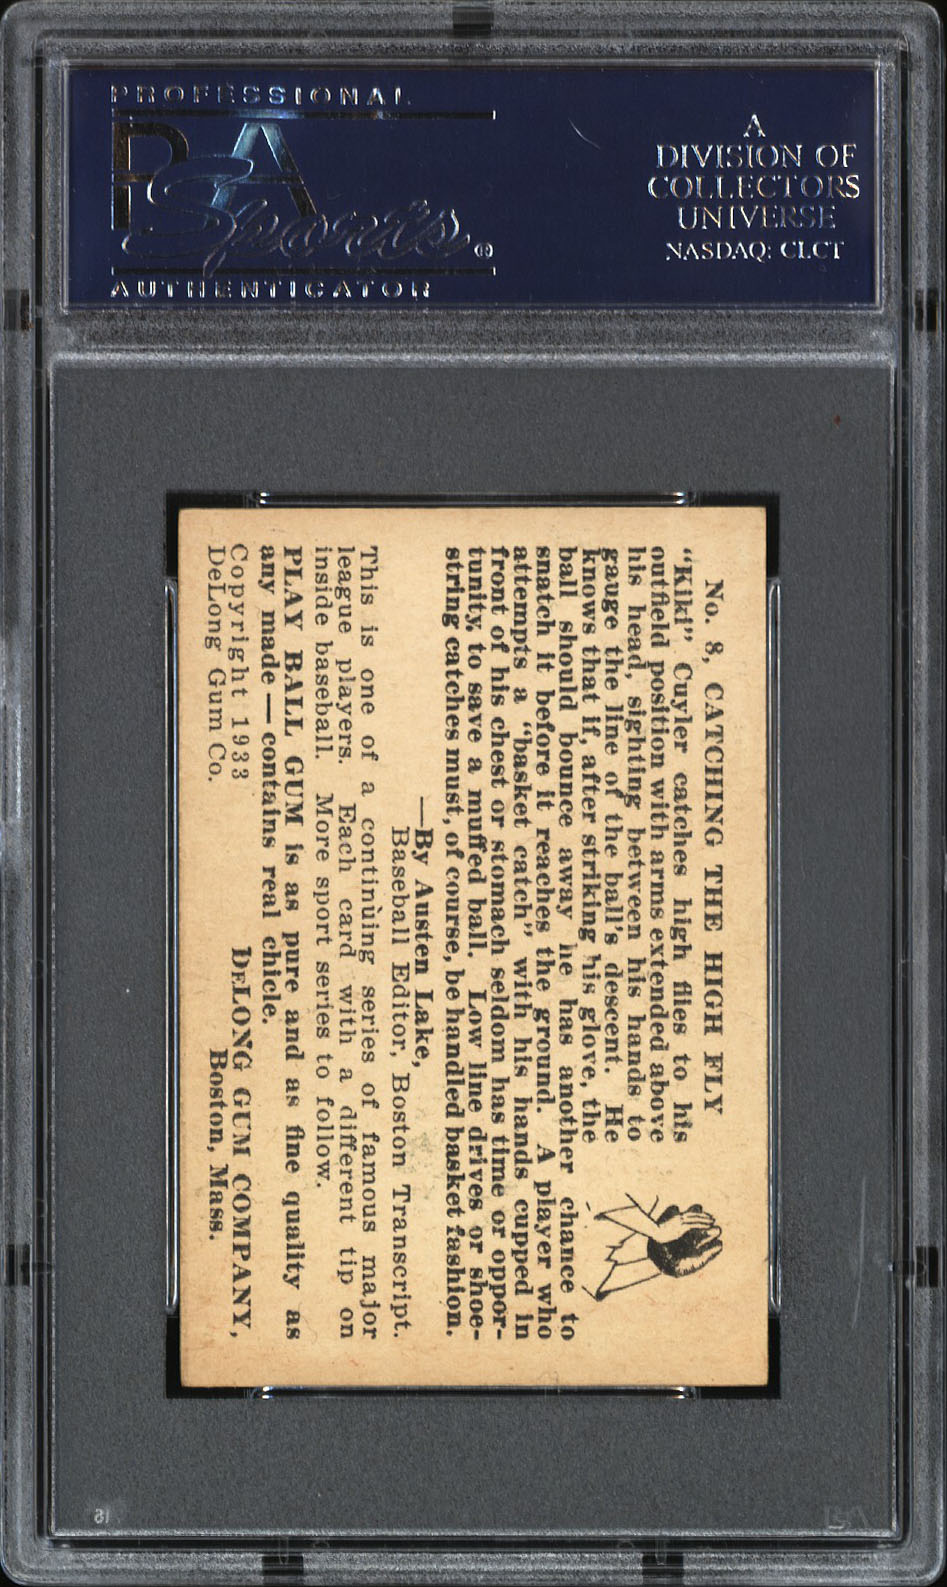 PROFESSIONAL
PSA
Sports®
AUTHENTICATOR
A
DIVISION OF
COLLECTORS
UNIVERSE
NASDAQ: CLCT
No. 8, CATCHING THE HIGH FLY
"Kiki" Cuyler catches high flies to his
outfield position with arms extended above
his head, sighting between his hands to
gauge the line of the ball's descent. He
knows that if, after striking his glove, the
ball should bounce away he has another chance to
snatch it before it reaches the ground. A player who
attempts a "basket catch" with his hands cupped in
front of his chest or stomach seldom has time or oppor-
tunity, to save a muffed ball. Low line drives or shoe-
string catches must, of course, be handled basket fashion.
—By Austen Lake,
Baseball Editor, Boston Transcript.
This is one of a continuing series of famous major
league players. Each card with a different tip on
inside baseball. More sport series to follow.
PLAY BALL GUM is as pure and as fine quality as
any made—contains real chicle.
DELONG GUM COMPANY,
Boston, Mass.
Copyright 1933
DeLong Gum Co.